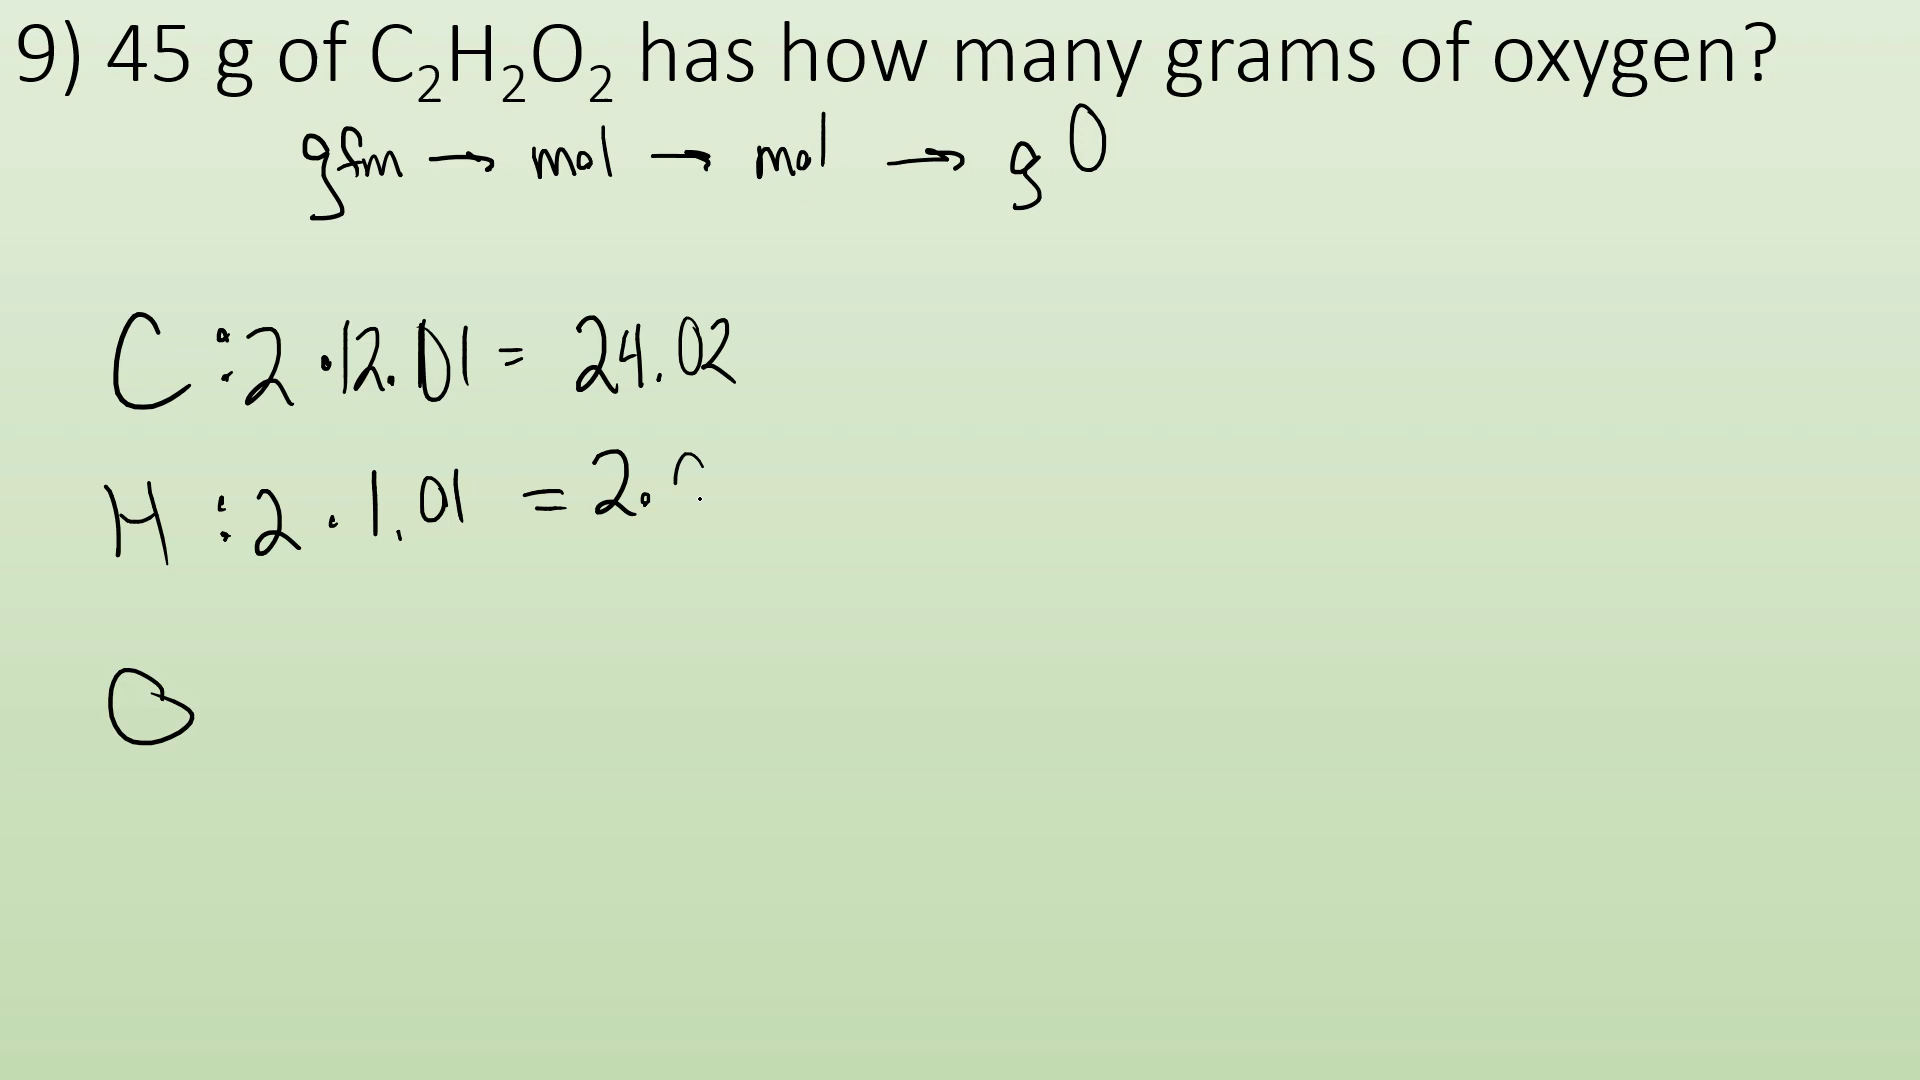 9) 45 g of C₂H₂O₂ has how many grams of oxygen?
gfm → mol → mol → g O
C : 2 · 12.01 = 24.02
H : 2 · 1.01 = 2.0
O